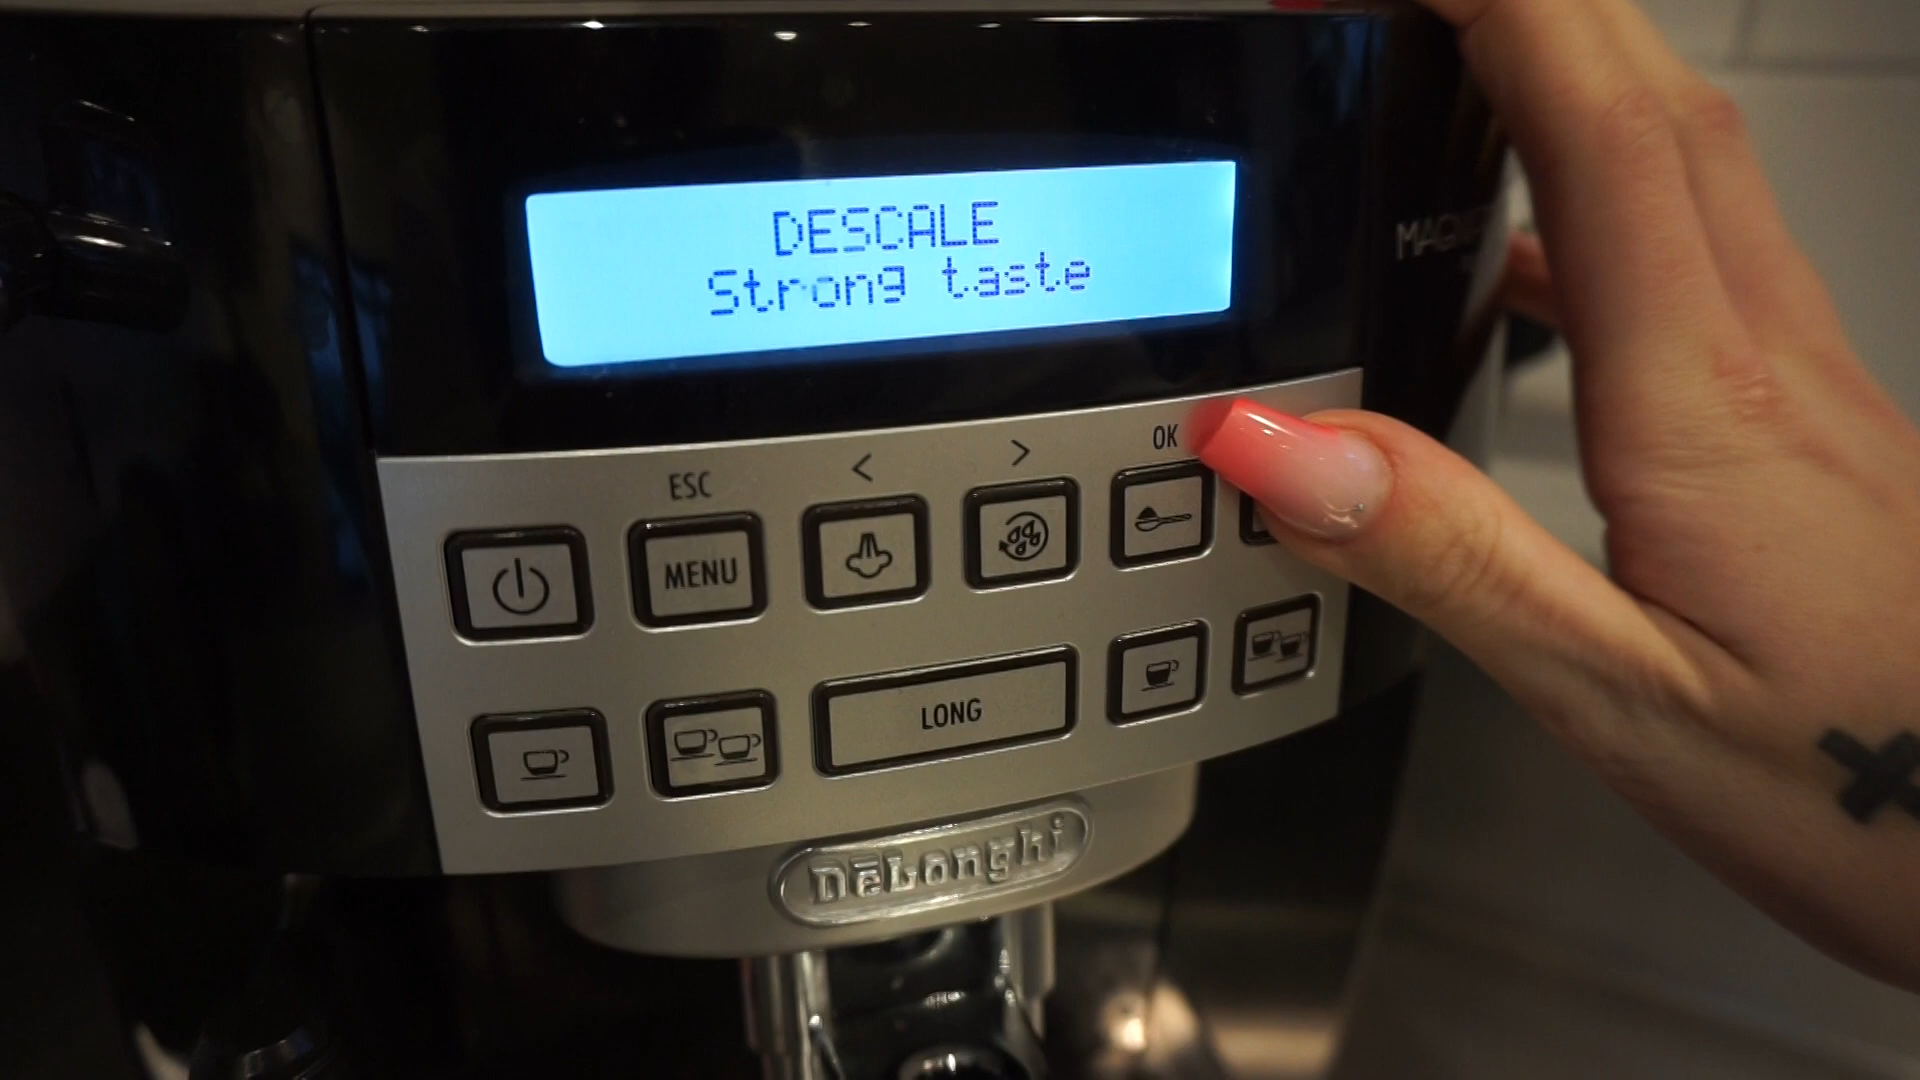 DESCALE
Strong taste
ESC
<
>
OK
MENU
LONG
DeLonghi